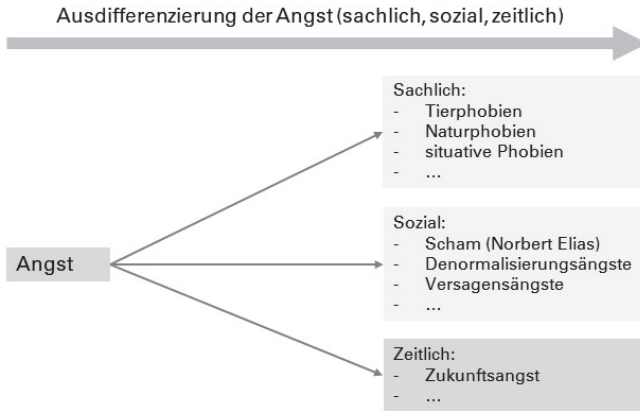 Ausdifferenzierung der Angst (sachlich, sozial, zeitlich)
Sachlich:
- Tierphobien
- Naturphobien
- situative Phobien
- ...
Angst
Sozial:
- Scham (Norbert Elias)
- Denormalisierungsängste
- Versagensängste
- ...
Zeitlich:
- Zukunftsangst
- ...